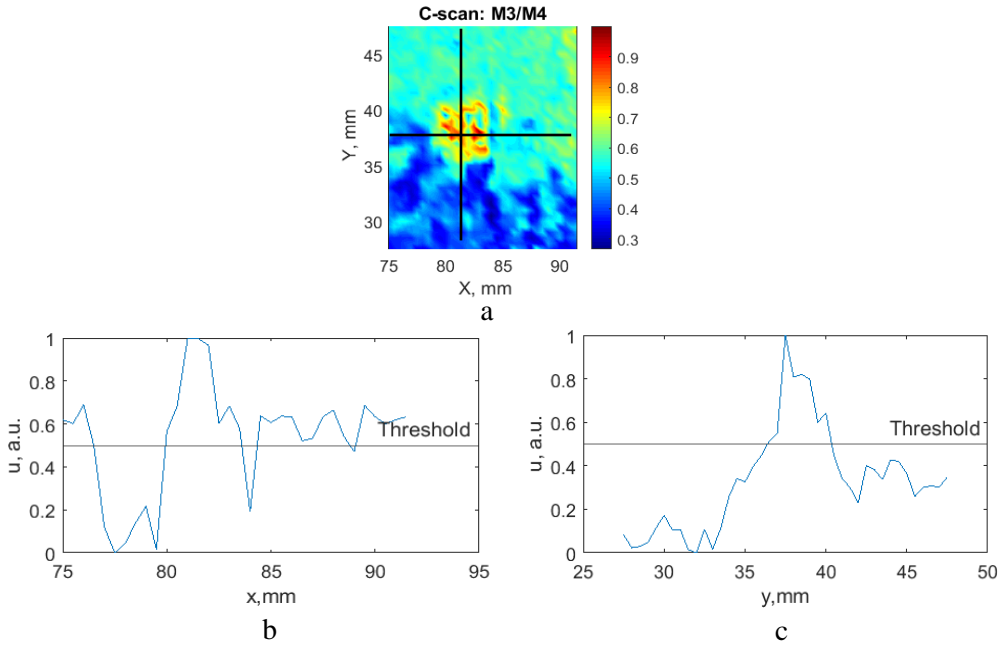 C-scan: M3/M4
45
40
35
30
Y, mm
75 80 85 90
X, mm
0.9
0.8
0.7
0.6
0.5
0.4
0.3
a
1
0.8
0.6
0.4
0.2
0
u, a.u.
Threshold
75 80 85 90 95
x,mm
b
1
0.8
0.6
0.4
0.2
0
u, a.u.
Threshold
25 30 35 40 45 50
y,mm
c